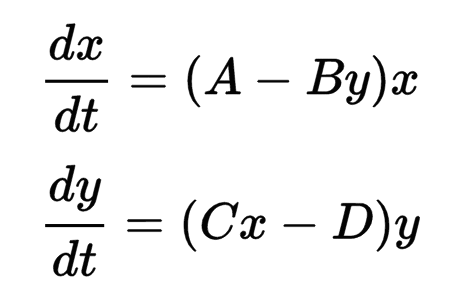 dx/dt = (A − By)x
dy/dt = (Cx − D)y